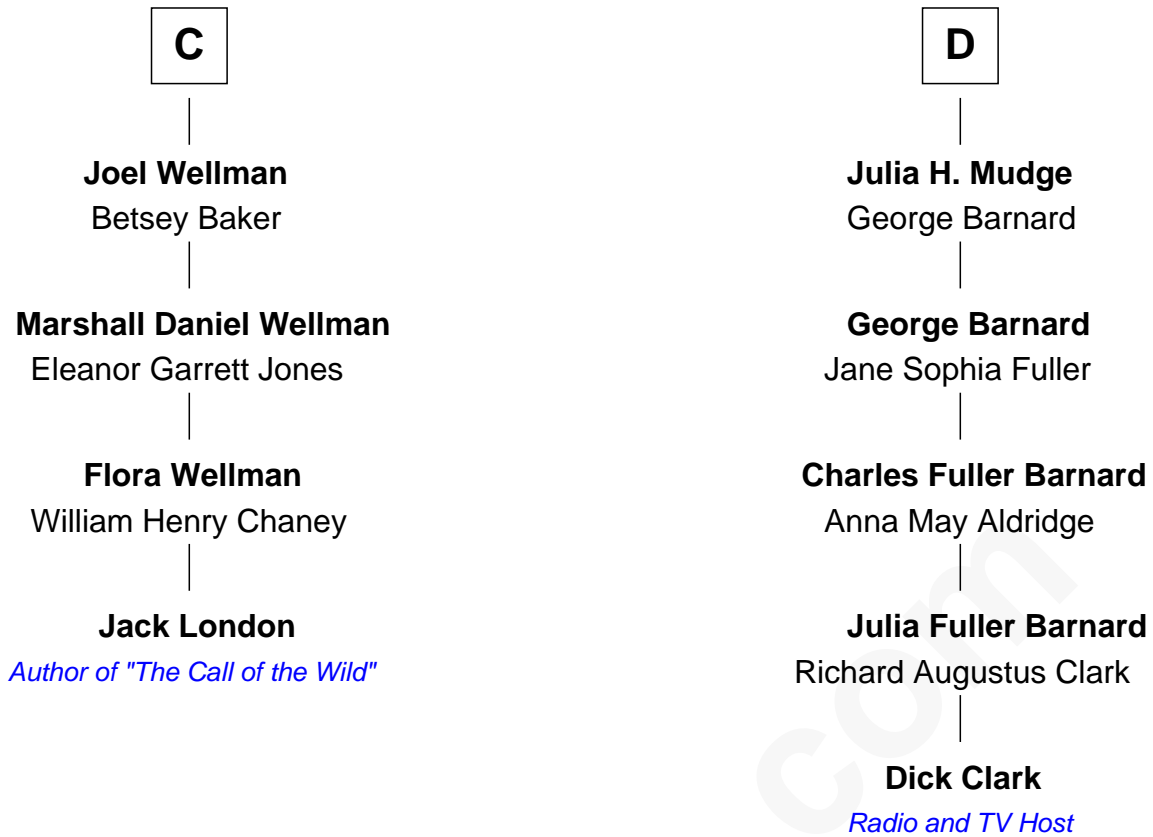 C
Joel Wellman
Betsey Baker
Marshall Daniel Wellman
Eleanor Garrett Jones
Flora Wellman
William Henry Chaney
Jack London
Author of "The Call of the Wild"
D
Julia H. Mudge
George Barnard
George Barnard
Jane Sophia Fuller
Charles Fuller Barnard
Anna May Aldridge
Julia Fuller Barnard
Richard Augustus Clark
Dick Clark
Radio and TV Host
com